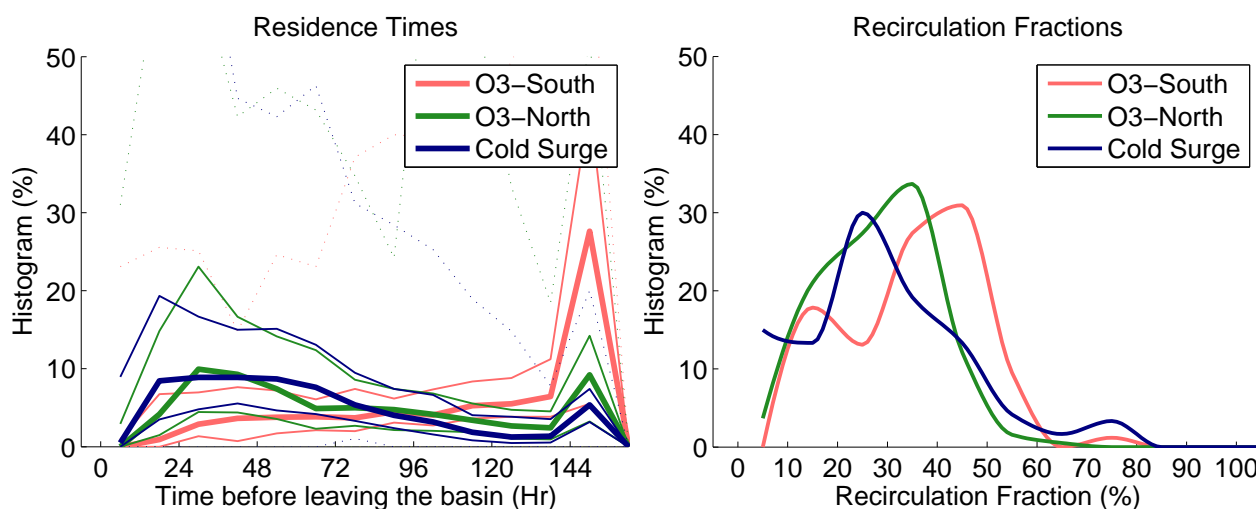 Residence Times
50
40
30
20
10
0
Histogram (%)
O3−South
O3−North
Cold Surge
0 24 48 72 96 120 144
Time before leaving the basin (Hr)
Recirculation Fractions
50
40
30
20
10
0
Histogram (%)
O3−South
O3−North
Cold Surge
0 10 20 30 40 50 60 70 80 90 100
Recirculation Fraction (%)